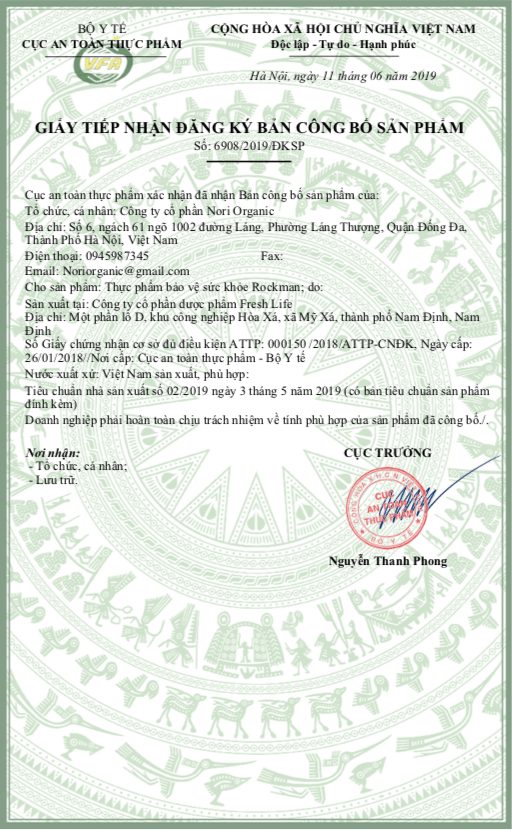 BỘ Y TẾ
CỤC AN TOÀN THỰC PHẨM
VFA
CỘNG HÒA XÃ HỘI CHỦ NGHĨA VIỆT NAM
Độc lập - Tự do - Hạnh phúc
Hà Nội, ngày 11 tháng 06 năm 2019
GIẤY TIẾP NHẬN ĐĂNG KÝ BẢN CÔNG BỐ SẢN PHẨM
Số: 6908/2019/ĐKSP
Cục an toàn thực phẩm xác nhận đã nhận Bản công bố sản phẩm của:
Tổ chức, cá nhân: Công ty cổ phần Nori Organic
Địa chỉ: Số 6, ngách 61 ngõ 1002 đường Láng, Phường Láng Thượng, Quận Đống Đa,
Thành Phố Hà Nội, Việt Nam
Điện thoại: 0945987345 Fax:
Email: Noriorganic@gmail.com
Cho sản phẩm: Thực phẩm bảo vệ sức khỏe Rockman; do:
Sản xuất tại: Công ty cổ phần dược phẩm Fresh Life
Địa chỉ: Một phần lô D, khu công nghiệp Hòa Xá, xã Mỹ Xá, thành phố Nam Định, Nam
Định
Số Giấy chứng nhận cơ sở đủ điều kiện ATTP: 000150 /2018/ATTP-CNĐK, Ngày cấp:
26/01/2018//Nơi cấp: Cục an toàn thực phẩm - Bộ Y tế
Nước xuất xứ: Việt Nam sản xuất, phù hợp:
Tiêu chuẩn nhà sản xuất số 02/2019 ngày 3 tháng 5 năm 2019 (có bản tiêu chuẩn sản phẩm
đính kèm)
Doanh nghiệp phải hoàn toàn chịu trách nhiệm về tính phù hợp của sản phẩm đã công bố./.
Nơi nhận:
- Tổ chức, cá nhân;
- Lưu trữ.
CỤC TRƯỞNG
CỘNG HÒA X.H.C.N VIỆT
CỤC
AN TOÀN
THỰC PHẨM
BỘ Y TẾ
Nguyễn Thanh Phong